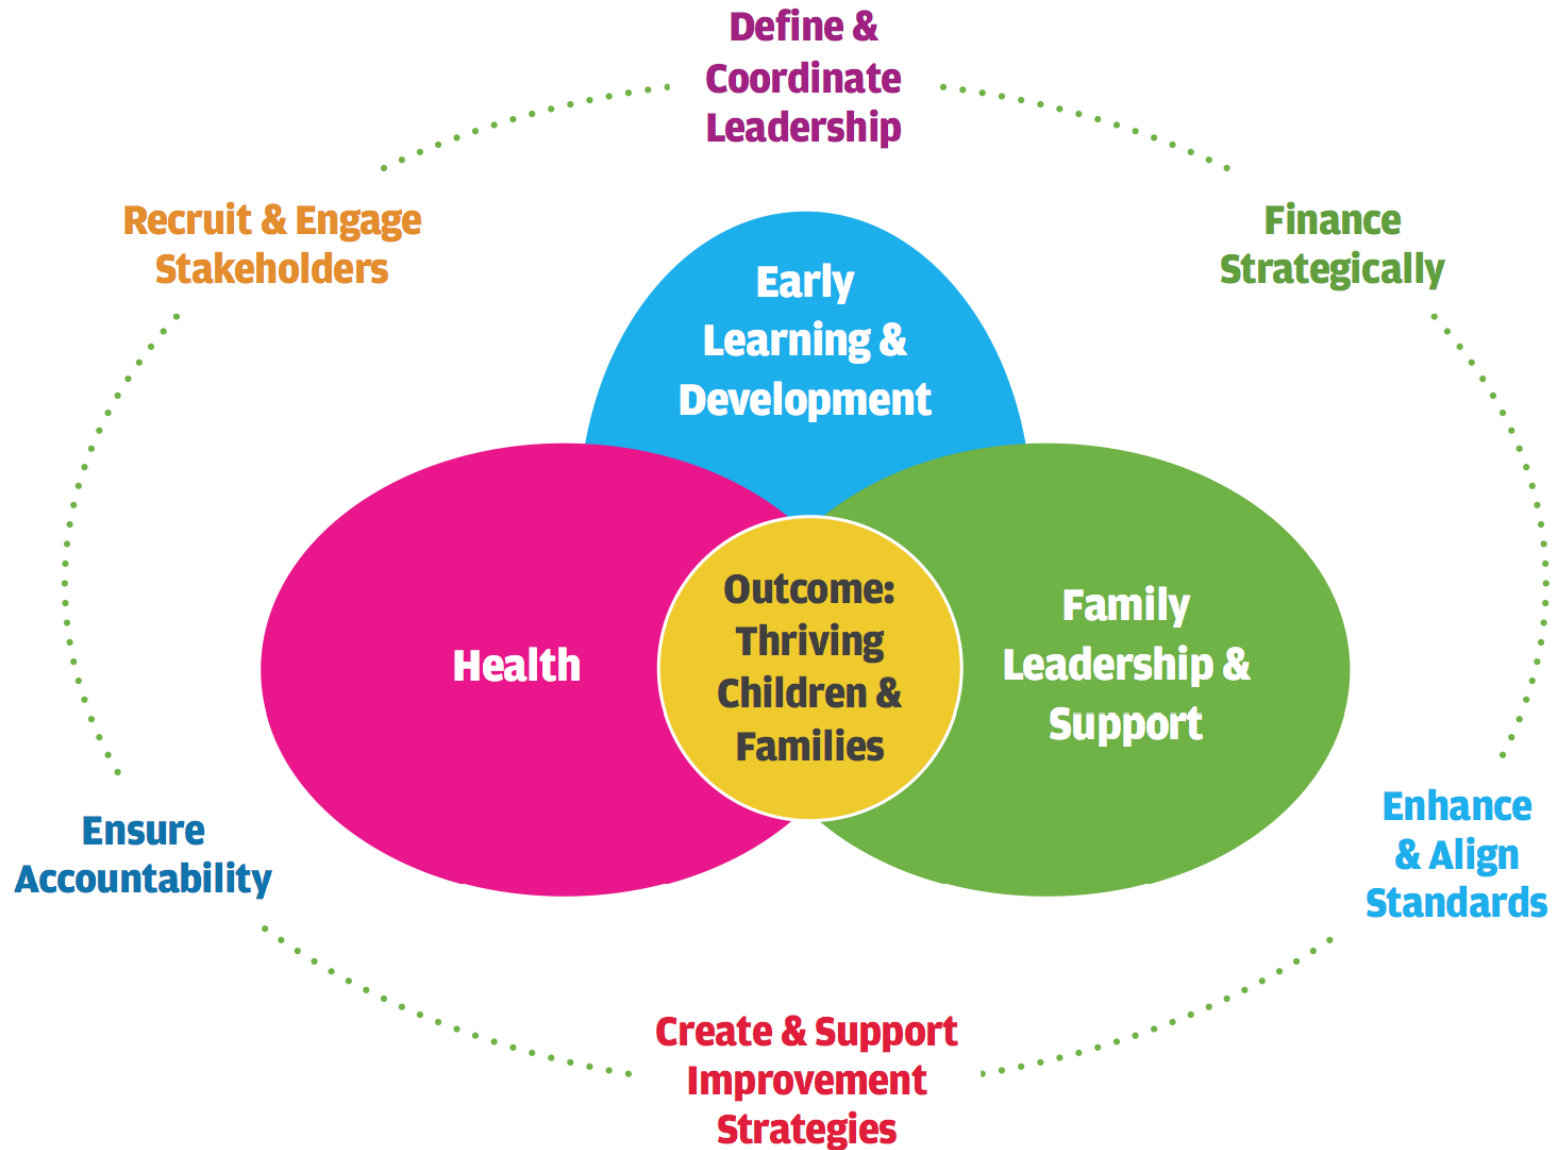 Define &
Coordinate
Leadership
Recruit & Engage
Stakeholders
Finance
Strategically
Early
Learning &
Development
Health
Outcome:
Thriving
Children &
Families
Family
Leadership &
Support
Ensure
Accountability
Enhance
& Align
Standards
Create & Support
Improvement
Strategies